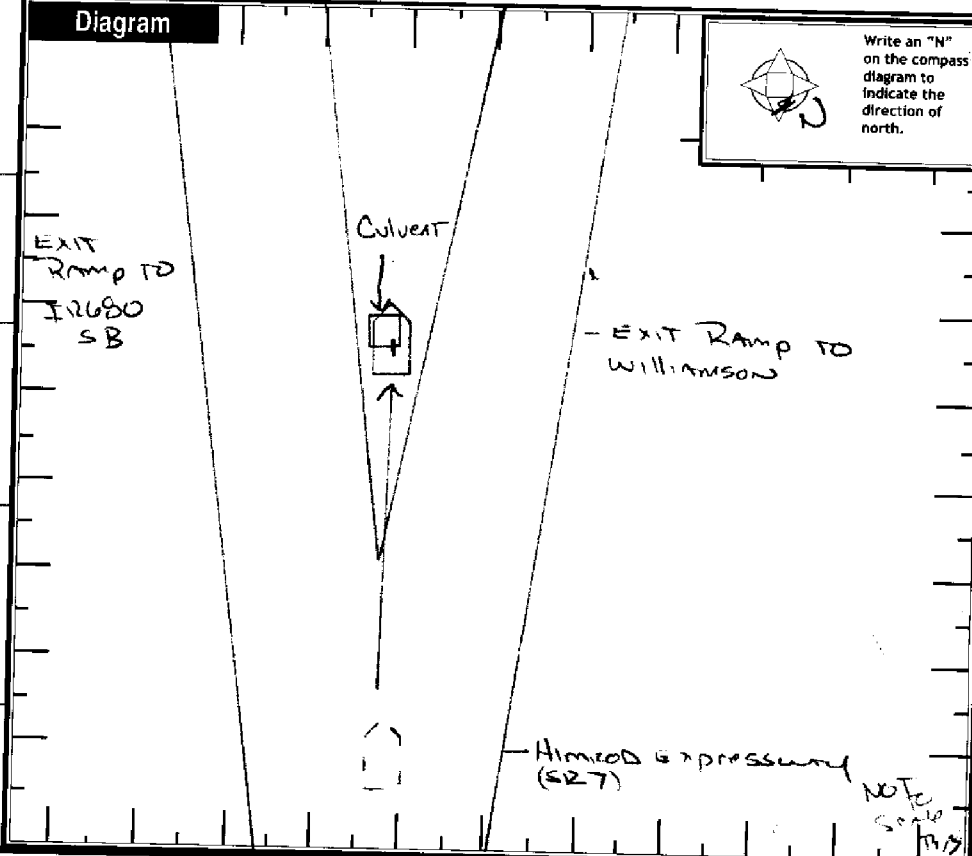 Diagram
Write an "N"
on the compass
diagram to
indicate the
direction of
north.
N
Culvert
EXIT
RAMP TO
I680
SB
- EXIT RAMP TO
WILLIAMSON
Himrod Expressway
(SR7)
NOT To
Scale